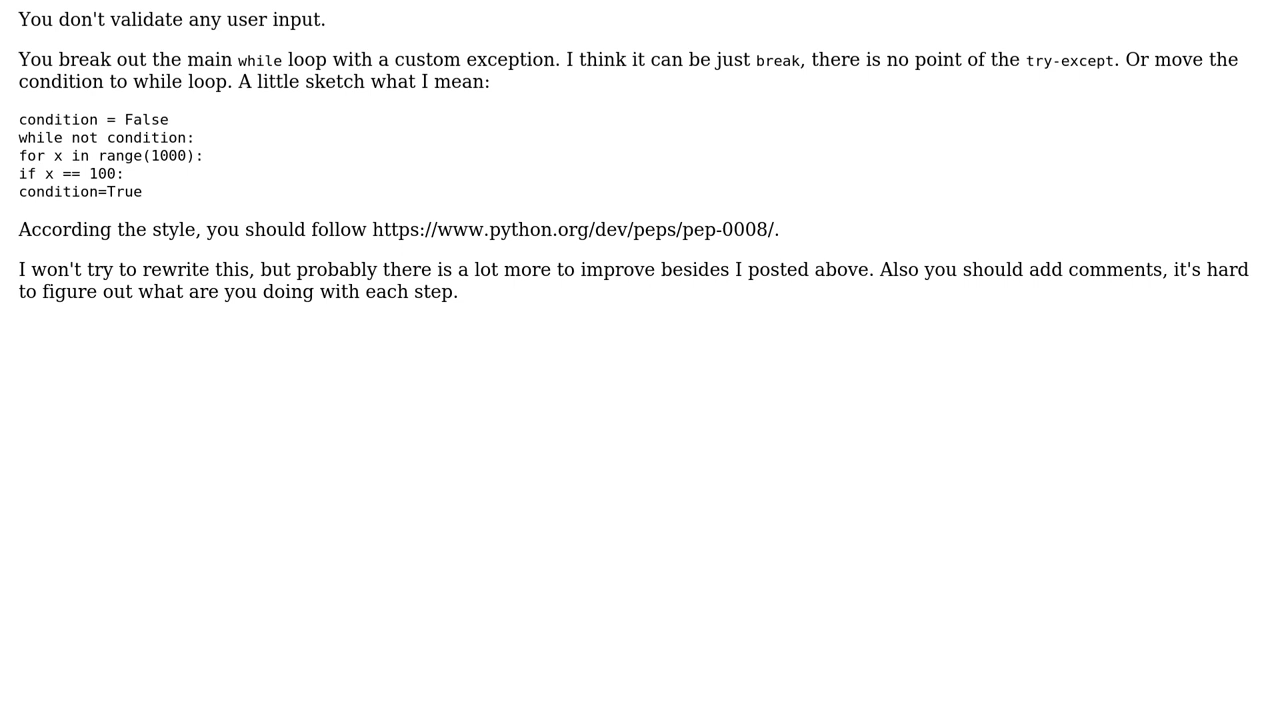 You don't validate any user input.
You break out the main while loop with a custom exception. I think it can be just break, there is no point of the try-except. Or move the
condition to while loop. A little sketch what I mean:
condition = False
while not condition:
for x in range(1000):
if x == 100:
condition=True
According the style, you should follow https://www.python.org/dev/peps/pep-0008/.
I won't try to rewrite this, but probably there is a lot more to improve besides I posted above. Also you should add comments, it's hard
to figure out what are you doing with each step.